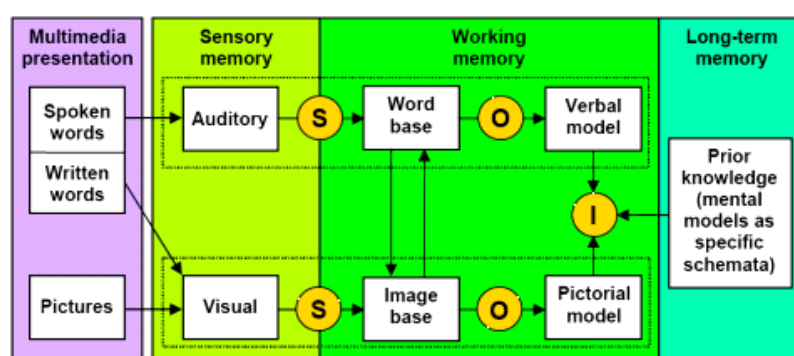 Multimedia
presentation
Sensory
memory
Working
memory
Long-term
memory
Spoken
words
Written
words
Pictures
Auditory
Visual
S
S
Word
base
Image
base
O
O
Verbal
model
Pictorial
model
I
Prior
knowledge
(mental
models as
specific
schemata)